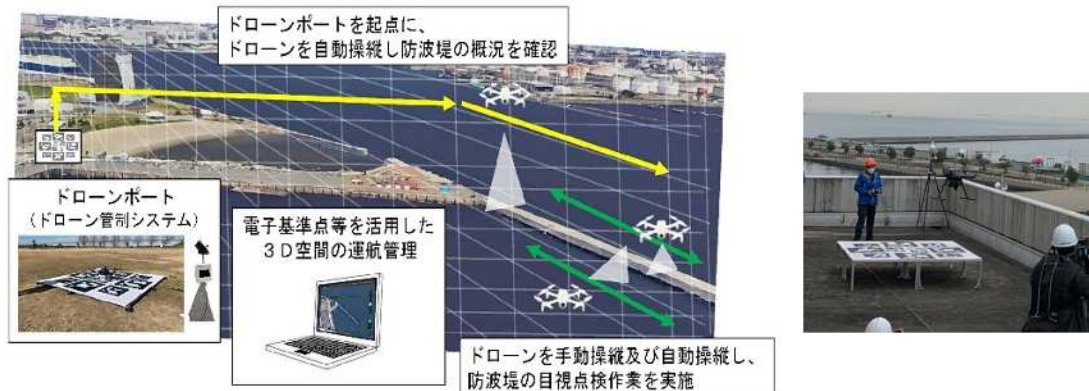 ドローンポートを起点に、
ドローンを自動操縦し防波堤の概況を確認
ドローンポート
（ドローン管制システム）
電子基準点等を活用した
３Ｄ空間の運航管理
ドローンを手動操縦及び自動操縦し、
防波堤の目視点検作業を実施